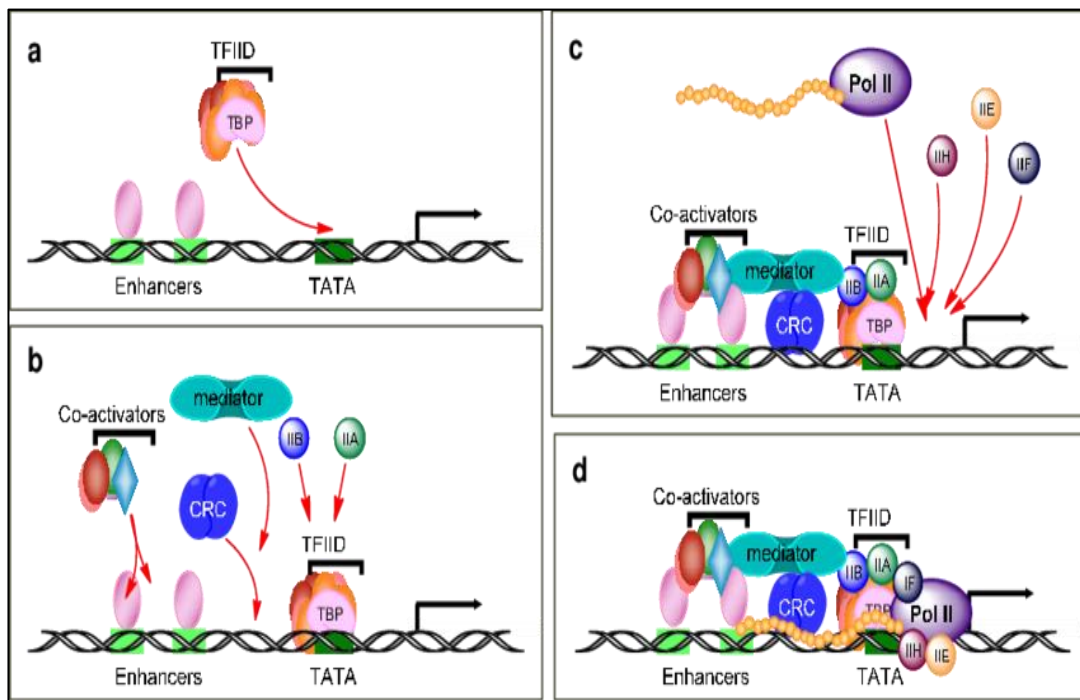 a
TFIID
TBP
Enhancers TATA
b
mediator
Co-activators
IIB IIA
CRC
TFIID
TBP
Enhancers TATA
c
Pol II
IIE
IIH
IIF
Co-activators
TFIID
mediator
IIB IIA
CRC
TBP
Enhancers TATA
d
Co-activators
TFIID
mediator
IIB IIA
IF
CRC
TBP
Pol II
IIH IIE
Enhancers TATA